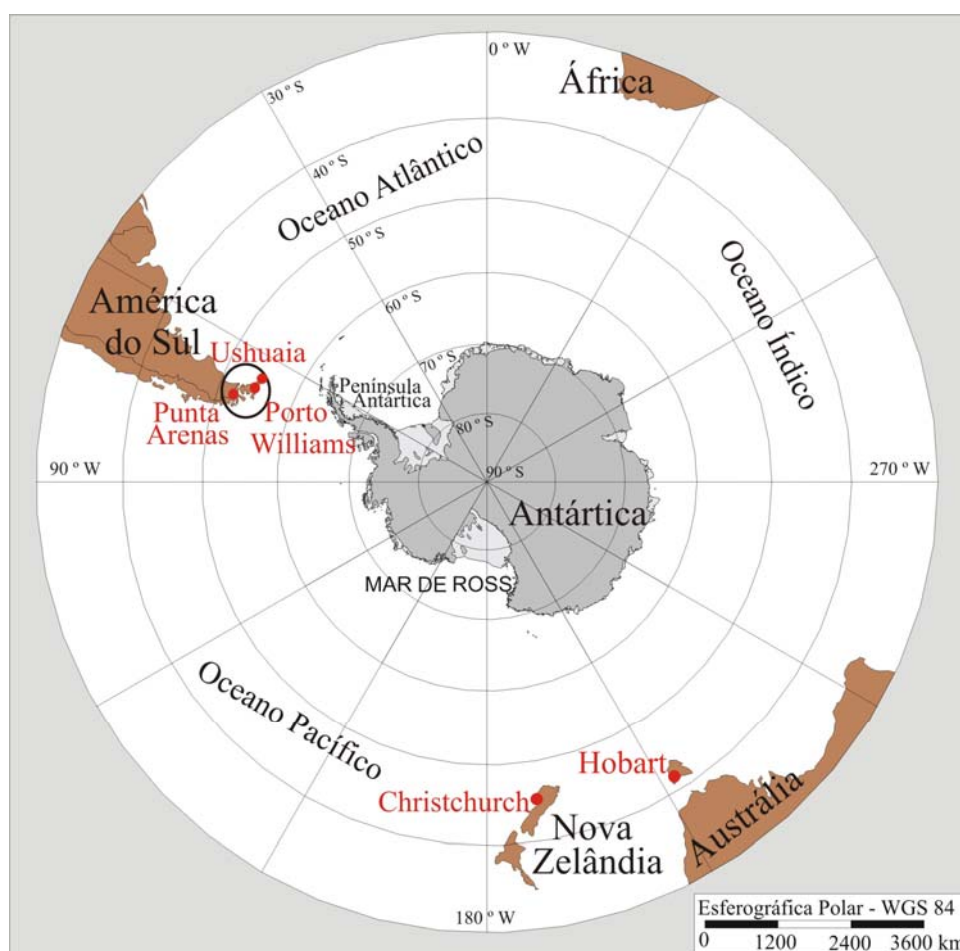 0 º W
África
30 º S
40 º S
Oceano Atlântico
50 º S
Oceano Índico
60 º S
América
do Sul
Ushuaia
70 º S
Península
Antártica
Punta
Arenas
Porto
Williams
80 º S
90 º W
90 º S
270 º W
Antártica
MAR DE ROSS
Oceano Pacífico
Hobart
Christchurch
Austrália
Nova
Zelândia
180 º W
Esferográfica Polar - WGS 84
0 1200 2400 3600 km